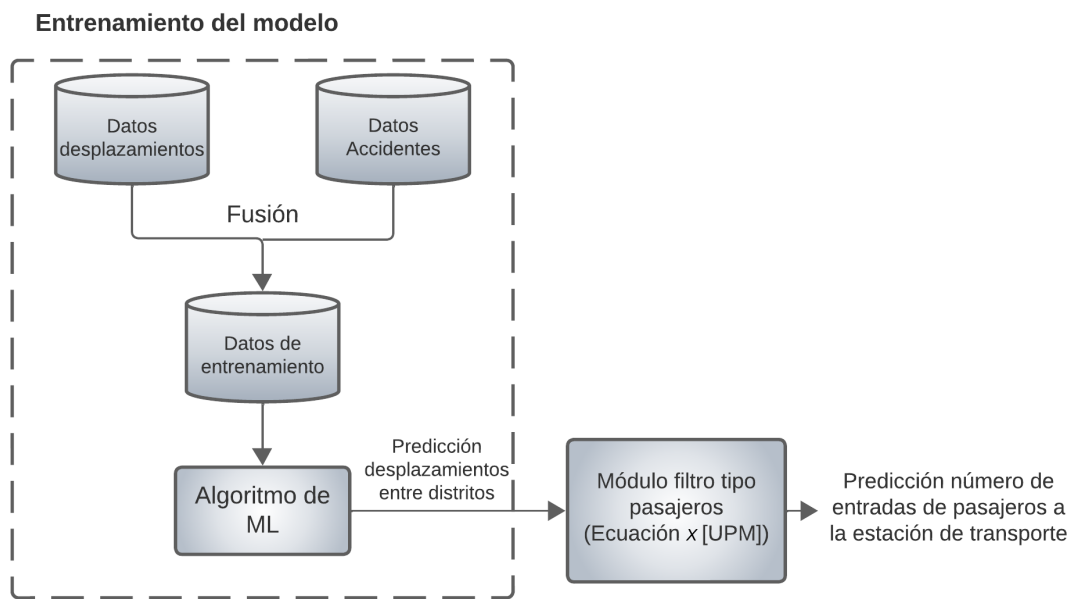 Entrenamiento del modelo
Datos
desplazamientos
Datos
Accidentes
Fusión
Datos de
entrenamiento
Algoritmo de
ML
Predicción
desplazamientos
entre distritos
Módulo filtro tipo
pasajeros
(Ecuación x [UPM])
Predicción número de
entradas de pasajeros a
la estación de transporte